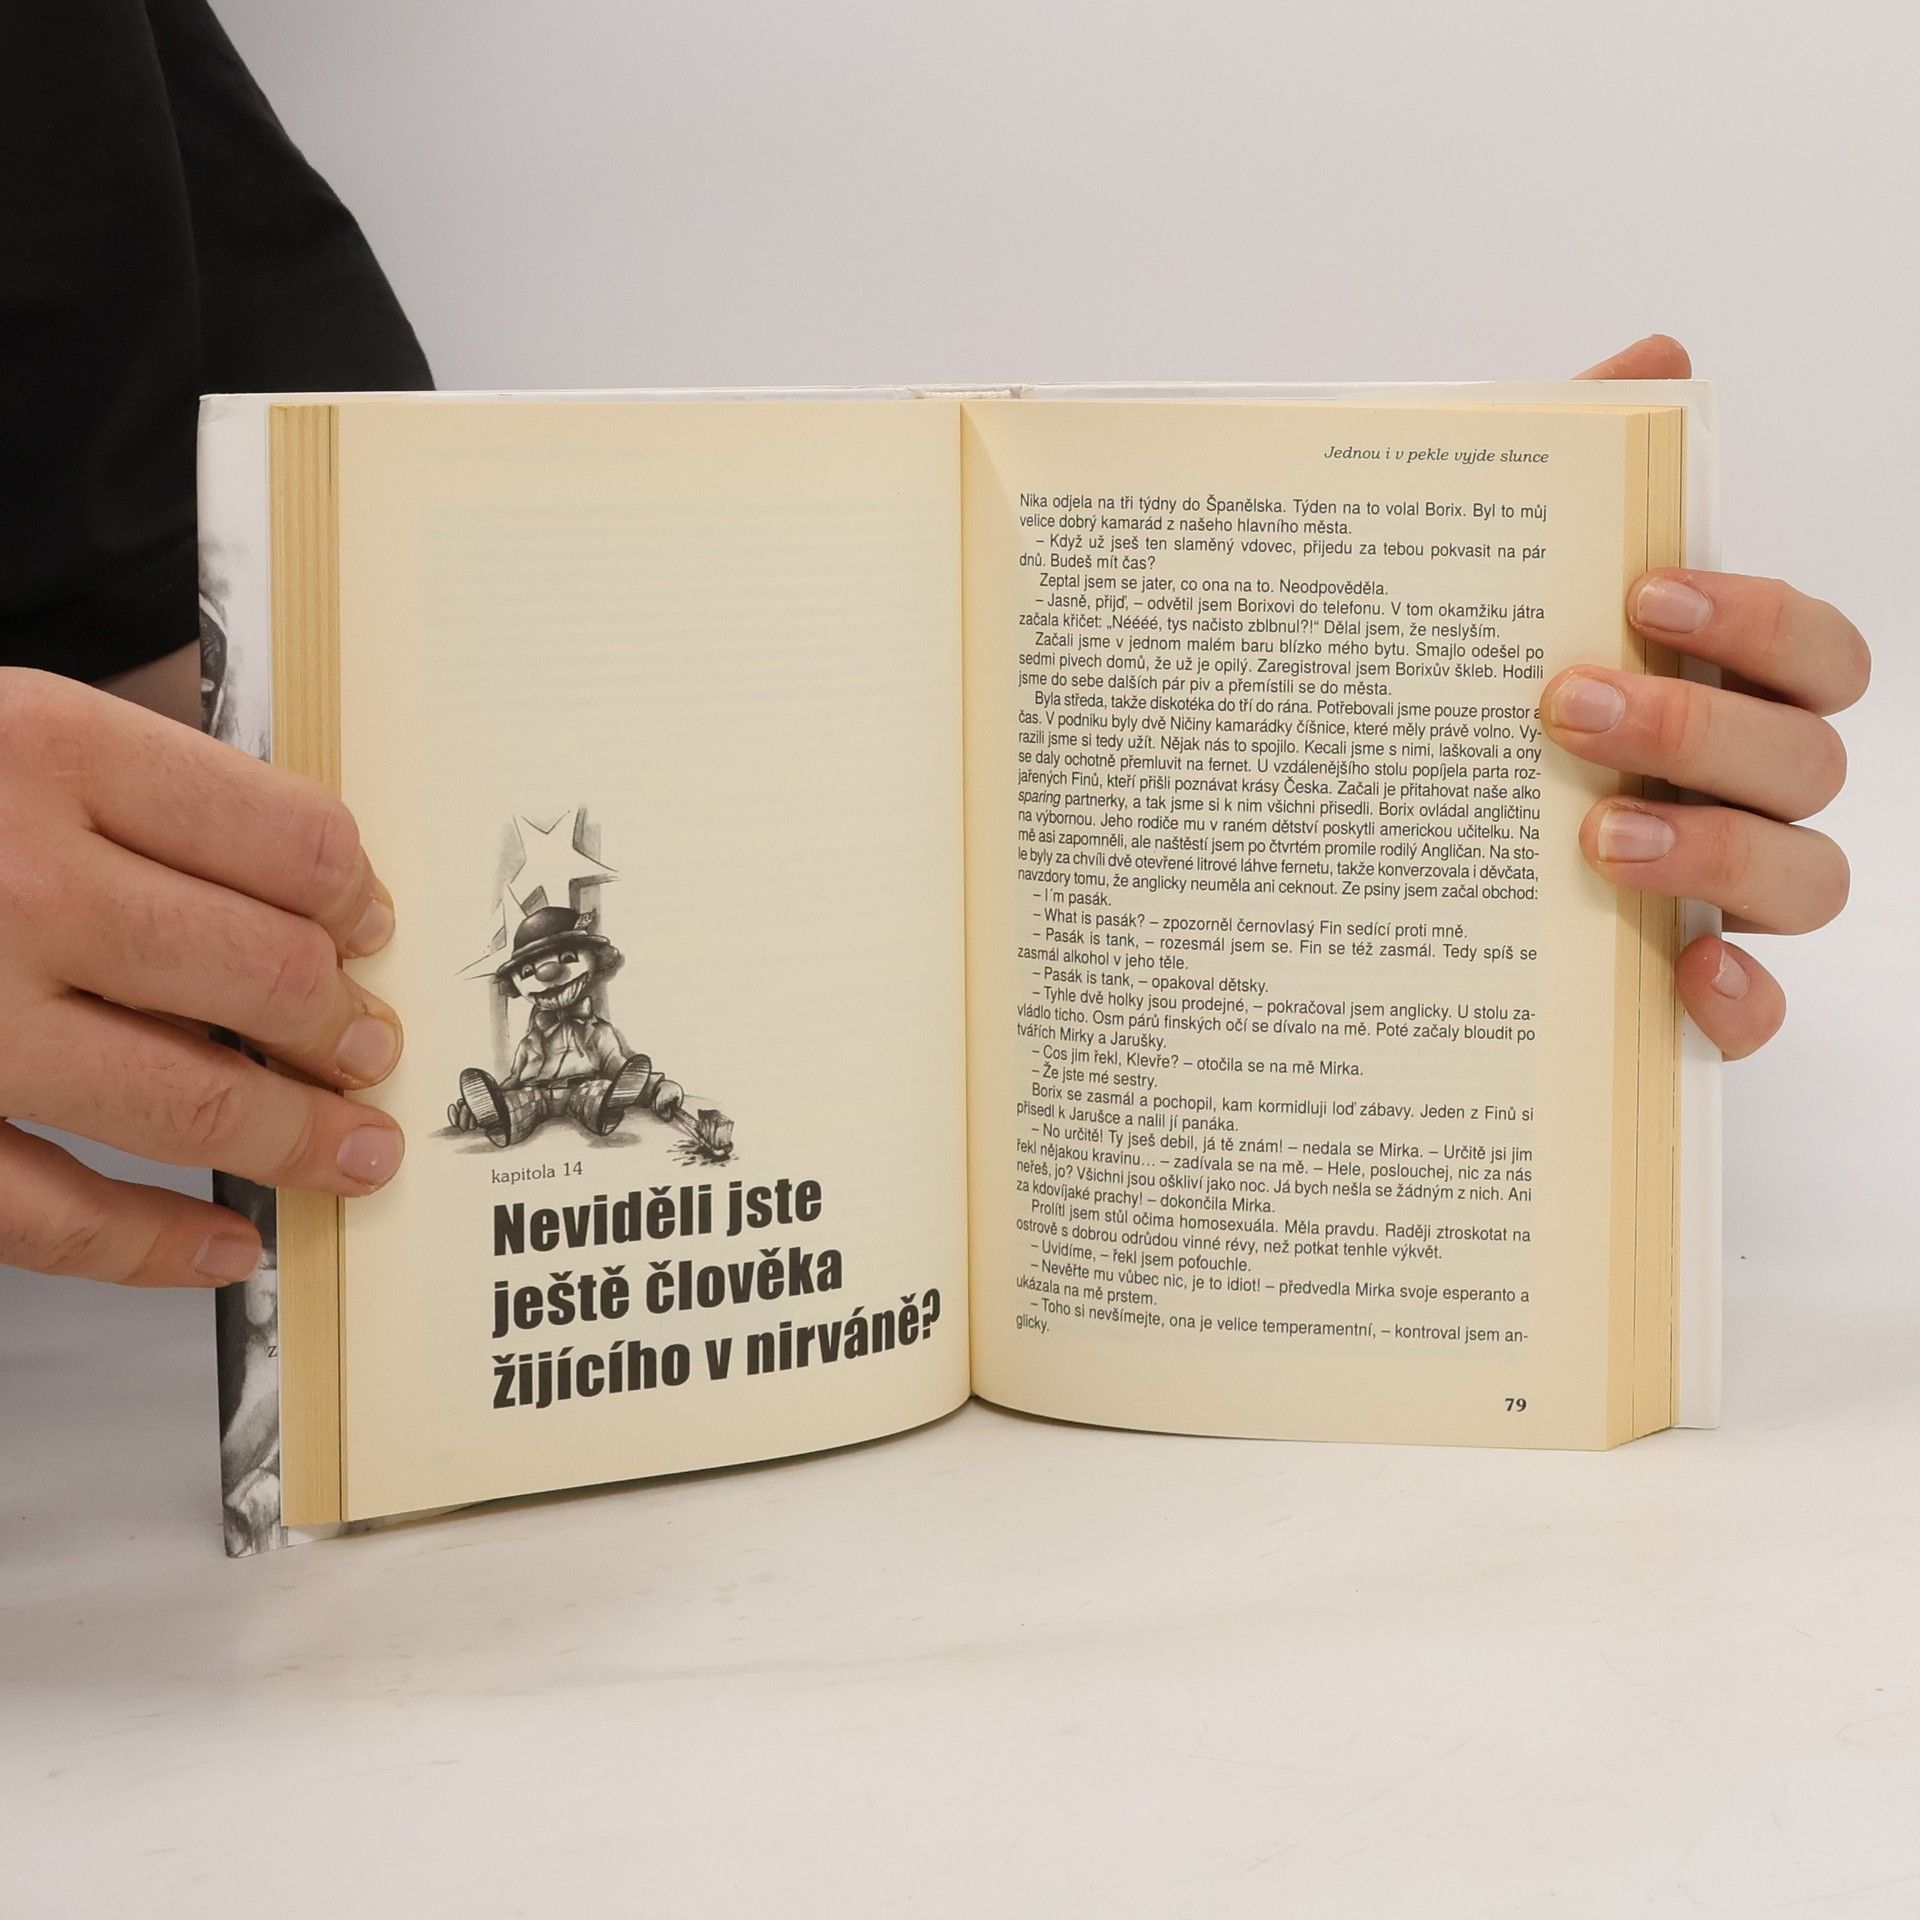 kapitola 14
Neviděli jste
ještě člověka
žijícího v nirváně?
Jednou i v pekle vyjde slunce
Nika odjela na tři týdny do Španělska. Týden na to volal Borix. Byl to můj
velice dobrý kamarád z našeho hlavního města.
– Když už jseš ten slaměný vdovec, přijedu za tebou pokvasit na pár
dnů. Budeš mít čas?
Zeptal jsem se jater, co ona na to. Neodpověděla.
– Jasně, přijď, – odvětil jsem Borixovi do telefonu. V tom okamžiku játra
začala křičet: „Néééé, tys načisto zblbnul?!“ Dělal jsem, že neslyším.
Začali jsme v jednom malém baru blízko mého bytu. Smajlo odešel po
sedmi pivech domů, že už je opilý. Zaregistroval jsem Borixův škleb. Hodili
jsme do sebe dalších pár piv a přemístili se do města.
Byla středa, takže diskotéka do tří do rána. Potřebovali jsme pouze prostor a
čas. V podniku byly dvě Ničiny kamarádky číšnice, které měly právě volno. Vy-
razili jsme si tedy užít. Nějak nás to spojilo. Kecali jsme s nimi, laškovali a ony
se daly ochotně přemluvit na fernet. U vzdálenějšího stolu popíjela parta roz-
jařených Finů, kteří přišli poznávat krásy Česka. Začali je přitahovat naše alko
sparing partnerky, a tak jsme si k nim všichni přisedli. Borix ovládal angličtinu
na výbornou. Jeho rodiče mu v raném dětství poskytli americkou učitelku. Na
mě asi zapomněli, ale naštěstí jsem po čtvrtém promile rodilý Angličan. Na sto-
le byly za chvíli dvě otevřené litrové láhve fernetu, takže konverzovala i děvčata,
navzdory tomu, že anglicky neuměla ani ceknout. Ze psiny jsem začal obchod:
– I´m pasák.
– What is pasák? – zpozorněl černovlasý Fin sedící proti mně.
– Pasák is tank, – rozesmál jsem se. Fin se též zasmál. Tedy spíš se
zasmál alkohol v jeho těle.
– Pasák is tank, – opakoval dětsky.
– Tyhle dvě holky jsou prodejné, – pokračoval jsem anglicky. U stolu za-
vládlo ticho. Osm párů finských očí se dívalo na mě. Poté začaly bloudit po
tvářích Mirky a Jarušky.
– Cos jim řekl, Klevře? – otočila se na mě Mirka.
– Že jste mé sestry.
Borix se zasmál a pochopil, kam kormidluji loď zábavy. Jeden z Finů si
přisedl k Jarušce a nalil jí panáka.
– No určitě! Ty jseš debil, já tě znám! – nedala se Mirka. – Určitě jsi jim
řekl nějakou kravinu... – zadívala se na mě. – Hele, poslouchej, nic za nás
neřeš, jo? Všichni jsou oškliví jako noc. Já bych nešla se žádným z nich. Ani
za kdovíjaké prachy! – dokončila Mirka.
Prolítl jsem stůl očima homosexuála. Měla pravdu. Raději ztroskotat na
ostrově s dobrou odrůdou vinné révy, než potkat tenhle výkvět.
– Uvidíme, – řekl jsem poťouchle.
– Nevěřte mu vůbec nic, je to idiot! – předvedla Mirka svoje esperanto a
ukázala na mě prstem.
– Toho si nevšímejte, ona je velice temperamentní, – kontroval jsem an-
glicky.
79